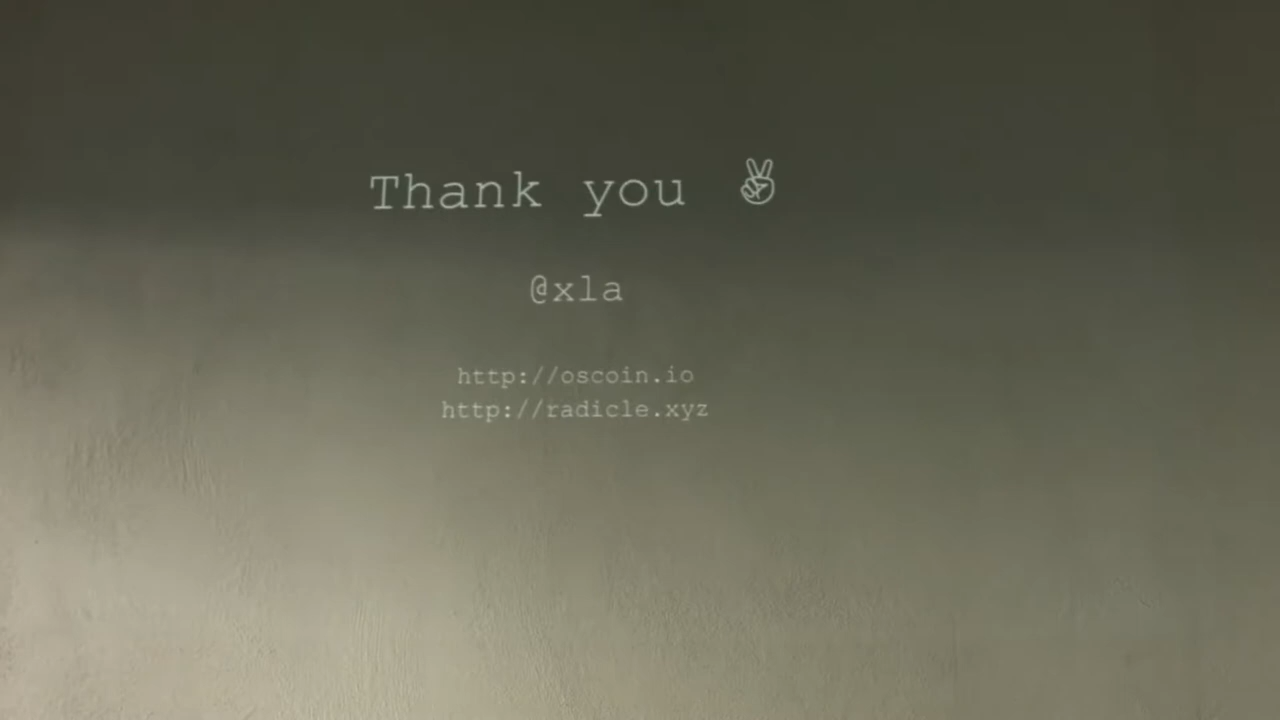 Thank you ✌
@xla
http://oscoin.io
http://radicle.xyz